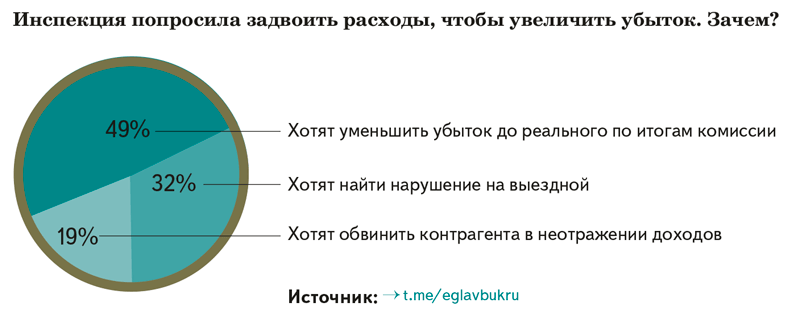 Инспекция попросила задвоить расходы, чтобы увеличить убыток. Зачем?
49%
Хотят уменьшить убыток до реального по итогам комиссии
32%
Хотят найти нарушение на выездной
19%
Хотят обвинить контрагента в неотражении доходов
Источник: → t.me/eglavbukru